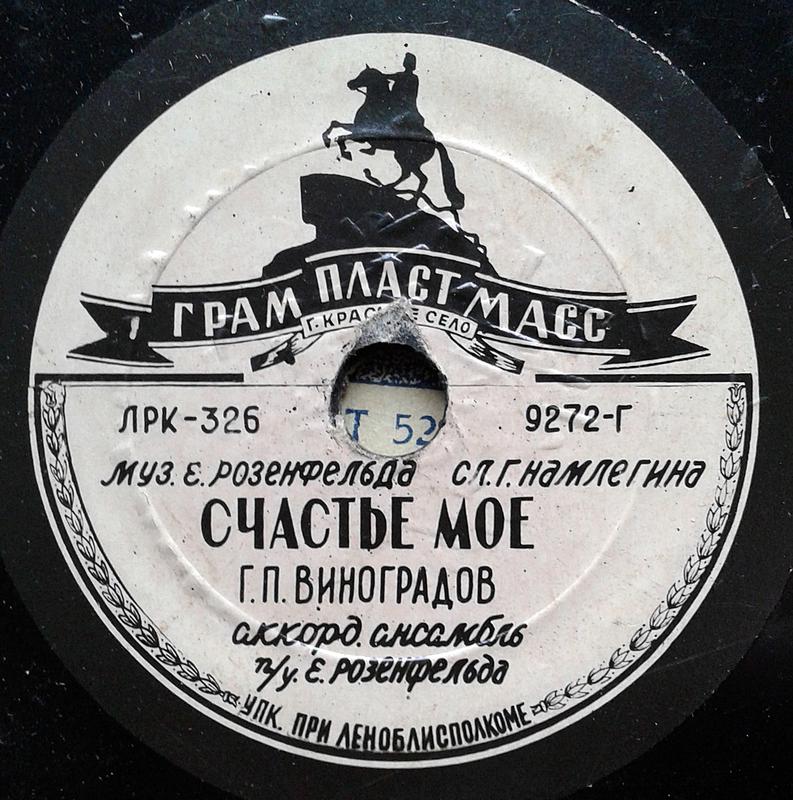 ГРАМ ПЛАСТ МАСС
СЕЛО
ЛРК-326 9272-Г
Т 52
муз. Е. Розенфельда сл. Г. Намлегина
СЧАСТЬЕ МОЕ
Г.П. ВИНОГРАДОВ
аккорд. ансамбль
п/у. Е. Розенфельда
УПК. ПРИ ЛЕНОБЛИСПОЛКОМЕ